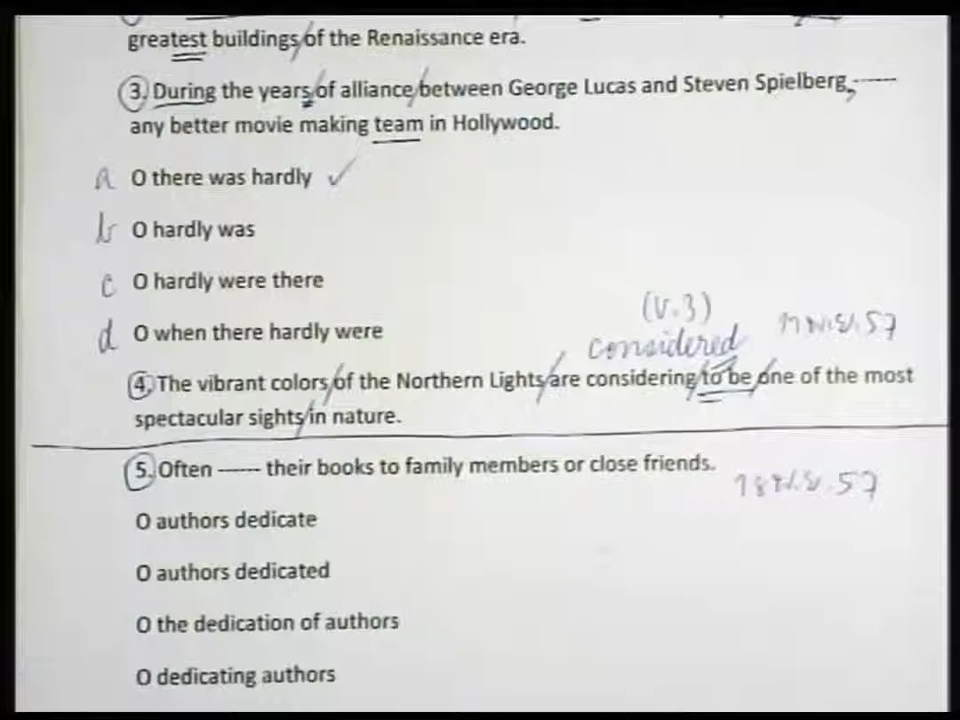 greatest buildings of the Renaissance era.
3. During the years of alliance between George Lucas and Steven Spielberg, ------
any better movie making team in Hollywood.
a O there was hardly ✓
b O hardly was
c O hardly were there
d O when there hardly were
(V.3)
considered
4. The vibrant colors of the Northern Lights are considering to be one of the most
spectacular sights in nature.
5. Often ------ their books to family members or close friends.
O authors dedicate
O authors dedicated
O the dedication of authors
O dedicating authors